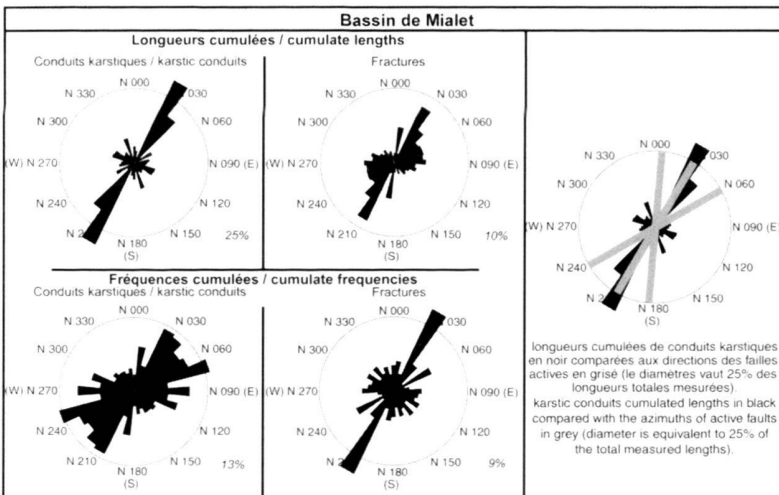 Bassin de Mialet
Longueurs cumulées / cumulate lengths
Conduits karstiques / karstic conduits
N 000
N 330
030
N 300
N 060
(W) N 270
N 090 (E)
N 240
N 120
N 2
N 150
N 180
(S)
25%
Fractures
N 000
N 330
N 030
N 300
N 060
(W) N 270
N 090 (E)
N 240
N 120
N 210
N 150
N 180
(S)
10%
Fréquences cumulées / cumulate frequencies
Conduits karstiques / karstic conduits
N 000
N 330
N 030
N 300
N 060
(W) N 270
N 090 (E)
N 240
N 120
N 210
N 150
N 180
(S)
13%
Fractures
N 000
N 330
030
N 300
N 060
(W) N 270
N 090 (E)
N 240
N 120
N 210
N 150
N 180
(S)
9%
N 000
N 330
030
N 300
N 060
(W) N 270
N 090 (E)
N 240
N 120
N 2
N 150
N 180
(S)
longueurs cumulées de conduits karstiques
en noir comparées aux directions des failles
actives en grisé (le diamètres vaut 25% des
longueurs totales mesurées).
karstic conduits cumulated lengths in black
compared with the azimuths of active faults
in grey (diameter is equivalent to 25% of
the total measured lengths).